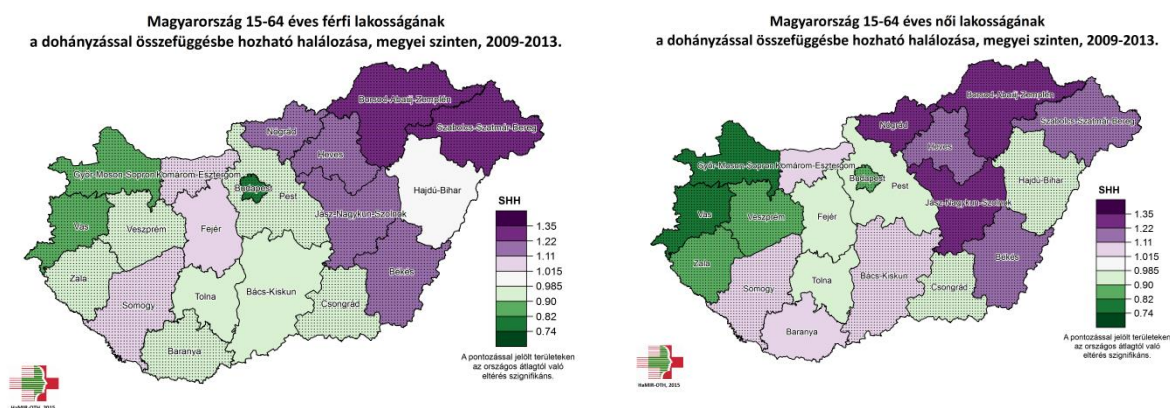 Magyarország 15-64 éves férfi lakosságának
a dohányzással összefüggésbe hozható halálozása, megyei szinten, 2009-2013.
Borsod-Abaúj-Zemplén
Szabolcs-Szatmár-Bereg
Nógrád
Heves
Győr-Moson-Sopron
Komárom-Esztergom
Budapest
Pest
Hajdú-Bihar
Jász-Nagykun-Szolnok
Vas
Veszprém
Fejér
Zala
Somogy
Tolna
Bács-Kiskun
Békés
Csongrád
Baranya
SHH
1.35
1.22
1.11
1.015
0.985
0.90
0.82
0.74
A pontozással jelölt területeken
az országos átlagtól való
eltérés szignifikáns.
HaMIR-OTH, 2015
Magyarország 15-64 éves női lakosságának
a dohányzással összefüggésbe hozható halálozása, megyei szinten, 2009-2013.
Borsod-Abaúj-Zemplén
Szabolcs-Szatmár-Bereg
Nógrád
Heves
Győr-Moson-Sopron
Komárom-Esztergom
Budapest
Pest
Hajdú-Bihar
Jász-Nagykun-Szolnok
Vas
Veszprém
Fejér
Zala
Somogy
Tolna
Bács-Kiskun
Békés
Csongrád
Baranya
SHH
1.35
1.22
1.11
1.015
0.985
0.90
0.82
0.74
A pontozással jelölt területeken
az országos átlagtól való
eltérés szignifikáns.
HaMIR-OTH, 2015